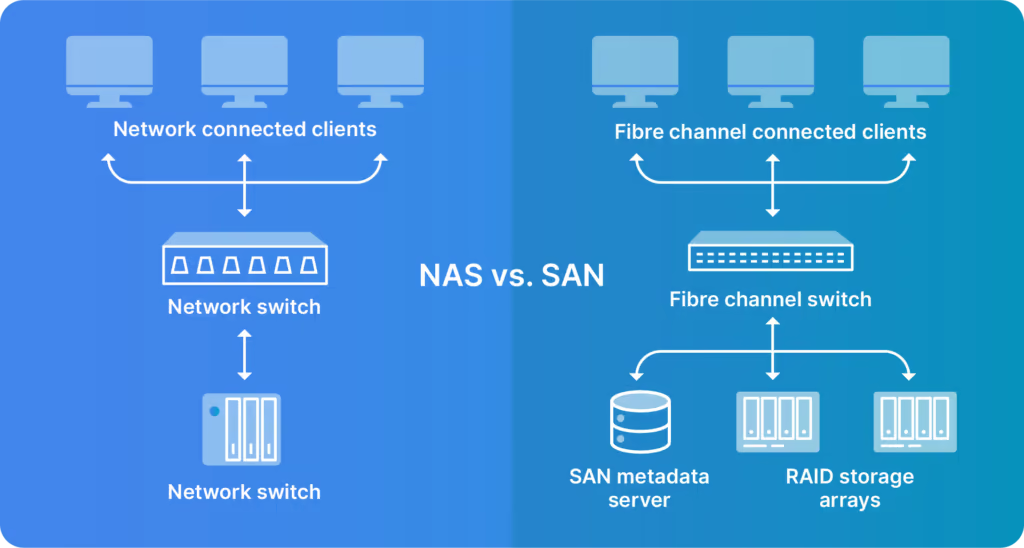 Network connected clients
Network switch
Network switch
NAS vs. SAN
Fibre channel connected clients
Fibre channel switch
SAN metadata
server
RAID storage
arrays